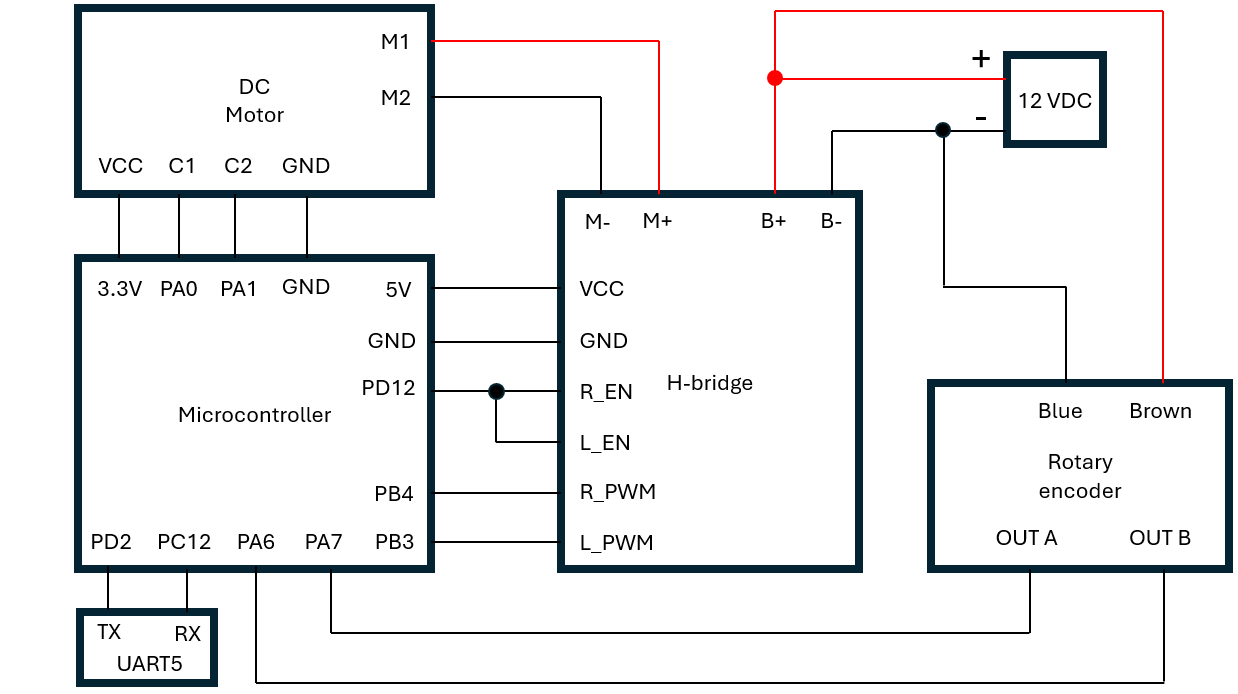 M1
DC
Motor
M2
VCC C1 C2 GND
+
12 VDC
-
M- M+ B+ B-
3.3V PA0 PA1 GND 5V
GND
PD12
Microcontroller
PB4
PD2 PC12 PA6 PA7 PB3
VCC
GND
R_EN
H-bridge
L_EN
R_PWM
L_PWM
Blue Brown
Rotary
encoder
OUT A OUT B
TX RX
UART5